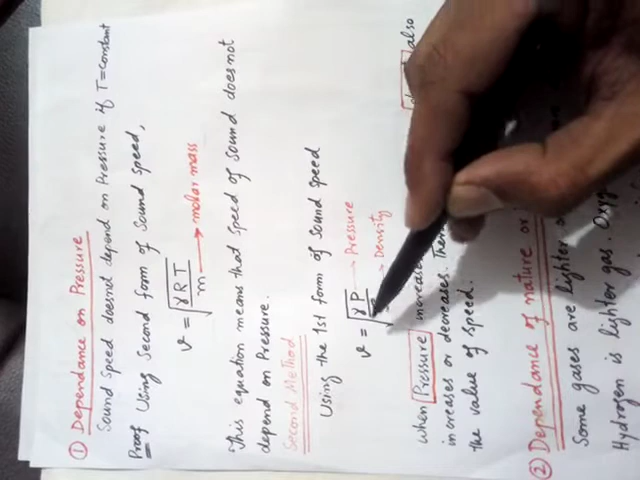 ① Dependance on Pressure
Sound speed doesnot depend on Pressure if T=constant
Proof Using Second form of Sound speed,
v = √(γRT/m) → molar mass
This equation means that speed of sound does not
depend on Pressure.
Second Method
Using the 1st form of sound speed
v = √(γP → Pressure
→ Density
when Pressure also
increases or decreases.
the value of speed.
② Dependance of nature or
Some gases are lighter
Hydrogen is lighter gas.